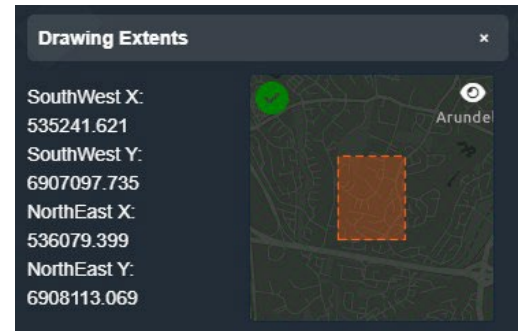 Drawing Extents ×
SouthWest X:
535241.621
SouthWest Y:
6907097.735
NorthEast X:
536079.399
NorthEast Y:
6908113.069
Arundel